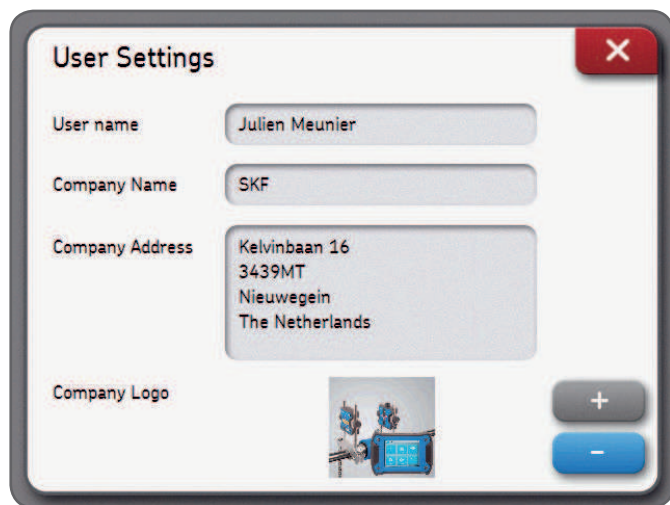 User Settings
User name
Julien Meunier
Company Name
SKF
Company Address
Kelvinbaan 16
3439MT
Nieuwegein
The Netherlands
Company Logo
+
-